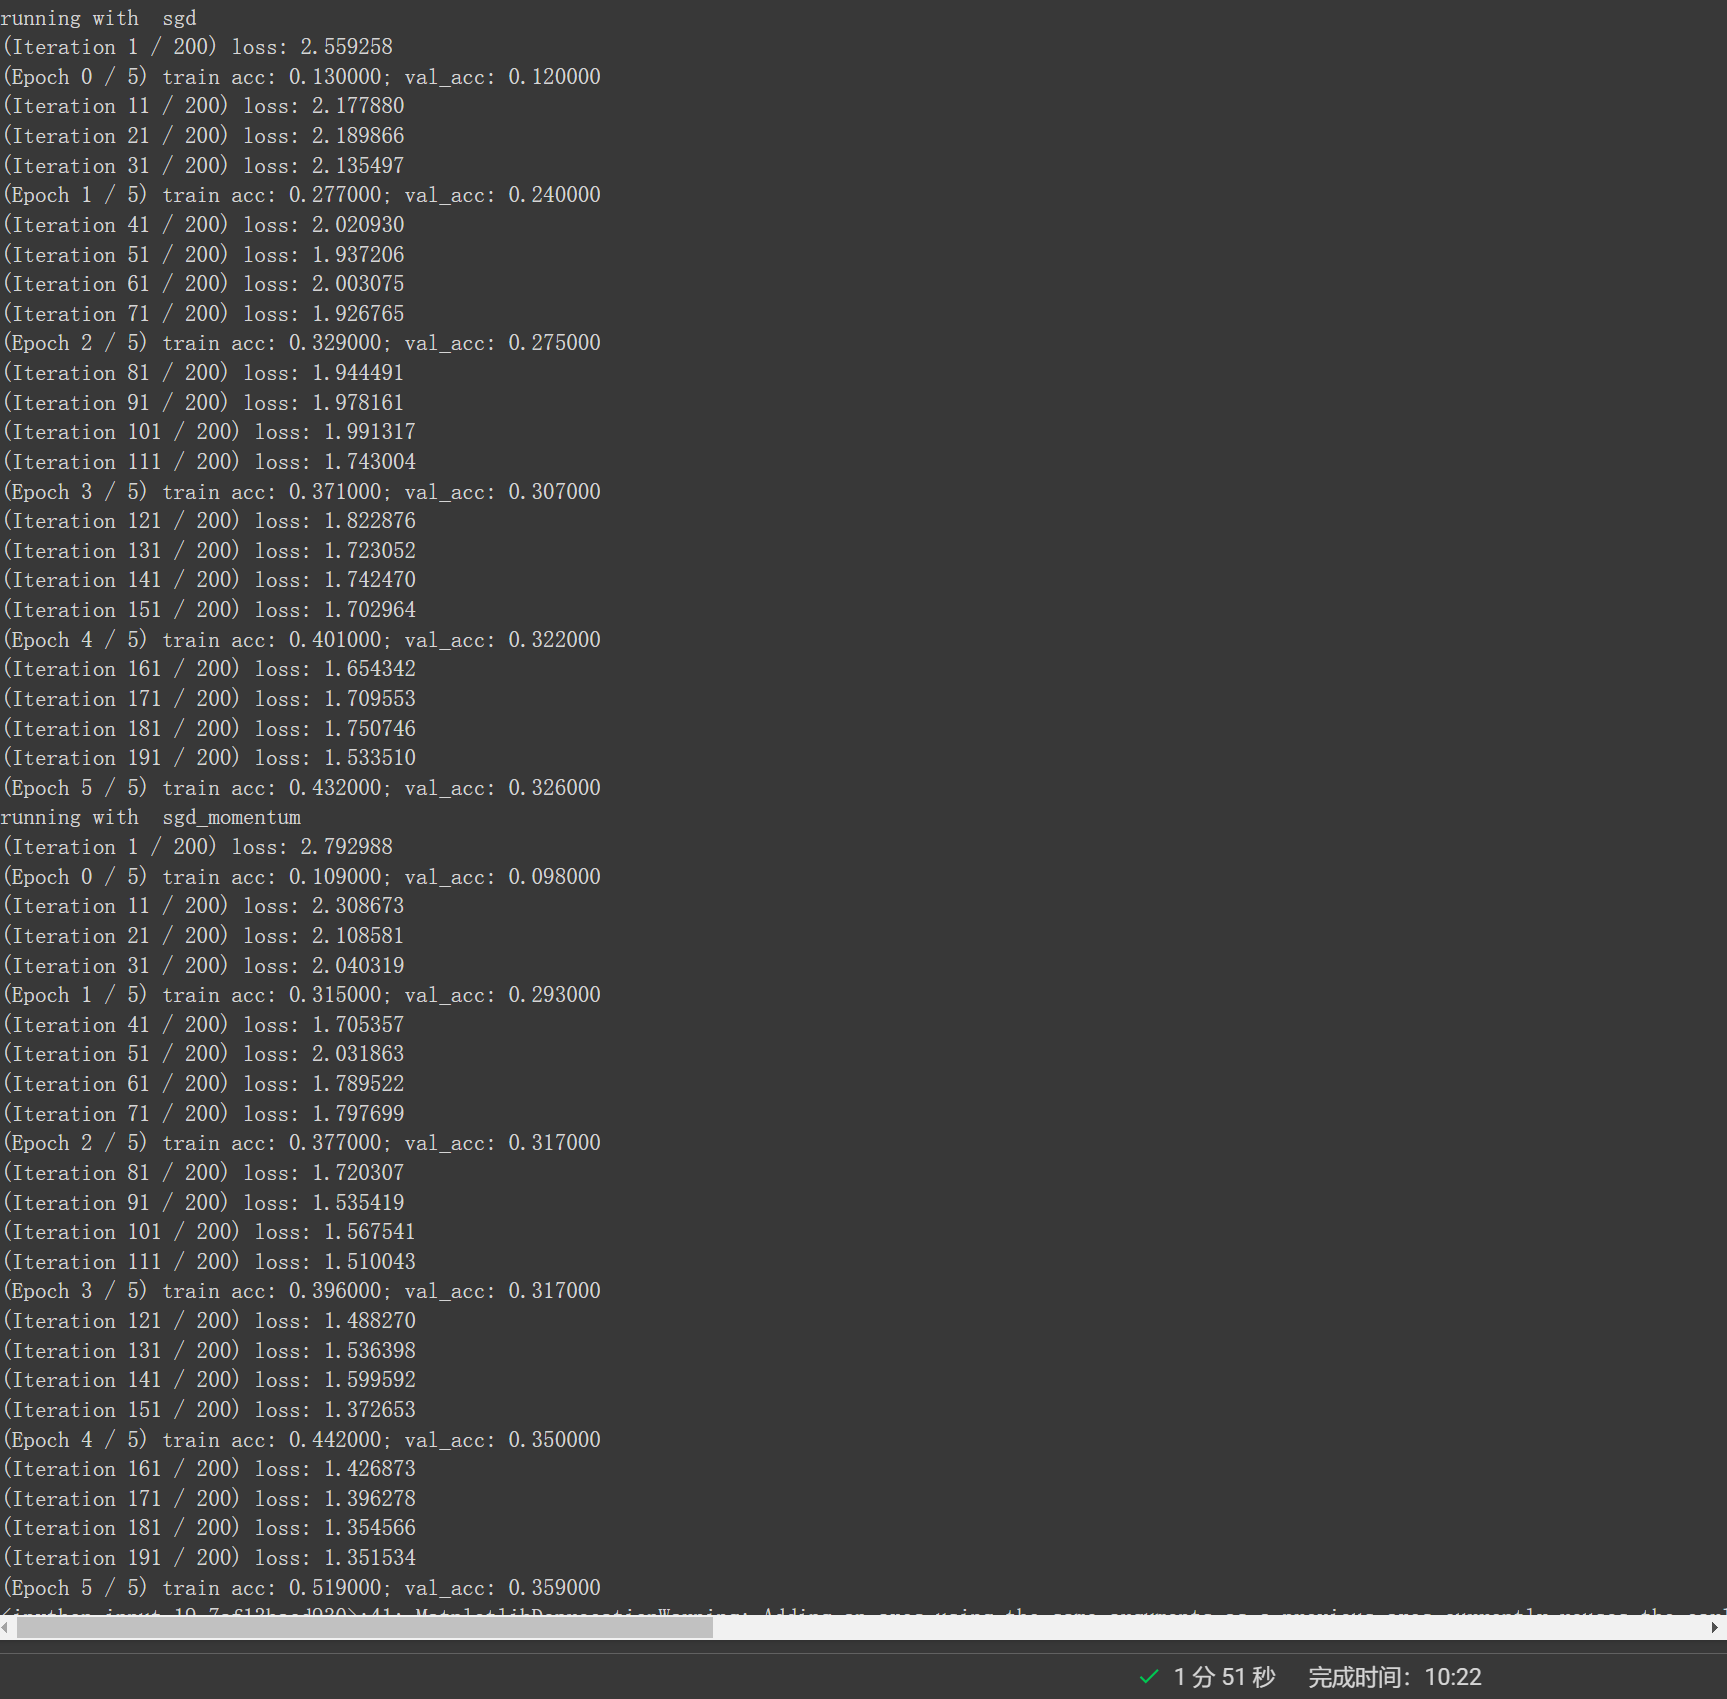 running with  sgd
(Iteration 1 / 200) loss: 2.559258
(Epoch 0 / 5) train acc: 0.130000; val_acc: 0.120000
(Iteration 11 / 200) loss: 2.177880
(Iteration 21 / 200) loss: 2.189866
(Iteration 31 / 200) loss: 2.135497
(Epoch 1 / 5) train acc: 0.277000; val_acc: 0.240000
(Iteration 41 / 200) loss: 2.020930
(Iteration 51 / 200) loss: 1.937206
(Iteration 61 / 200) loss: 2.003075
(Iteration 71 / 200) loss: 1.926765
(Epoch 2 / 5) train acc: 0.329000; val_acc: 0.275000
(Iteration 81 / 200) loss: 1.944491
(Iteration 91 / 200) loss: 1.978161
(Iteration 101 / 200) loss: 1.991317
(Iteration 111 / 200) loss: 1.743004
(Epoch 3 / 5) train acc: 0.371000; val_acc: 0.307000
(Iteration 121 / 200) loss: 1.822876
(Iteration 131 / 200) loss: 1.723052
(Iteration 141 / 200) loss: 1.742470
(Iteration 151 / 200) loss: 1.702964
(Epoch 4 / 5) train acc: 0.401000; val_acc: 0.322000
(Iteration 161 / 200) loss: 1.654342
(Iteration 171 / 200) loss: 1.709553
(Iteration 181 / 200) loss: 1.750746
(Iteration 191 / 200) loss: 1.533510
(Epoch 5 / 5) train acc: 0.432000; val_acc: 0.326000
running with  sgd_momentum
(Iteration 1 / 200) loss: 2.792988
(Epoch 0 / 5) train acc: 0.109000; val_acc: 0.098000
(Iteration 11 / 200) loss: 2.308673
(Iteration 21 / 200) loss: 2.108581
(Iteration 31 / 200) loss: 2.040319
(Epoch 1 / 5) train acc: 0.315000; val_acc: 0.293000
(Iteration 41 / 200) loss: 1.705357
(Iteration 51 / 200) loss: 2.031863
(Iteration 61 / 200) loss: 1.789522
(Iteration 71 / 200) loss: 1.797699
(Epoch 2 / 5) train acc: 0.377000; val_acc: 0.317000
(Iteration 81 / 200) loss: 1.720307
(Iteration 91 / 200) loss: 1.535419
(Iteration 101 / 200) loss: 1.567541
(Iteration 111 / 200) loss: 1.510043
(Epoch 3 / 5) train acc: 0.396000; val_acc: 0.317000
(Iteration 121 / 200) loss: 1.488270
(Iteration 131 / 200) loss: 1.536398
(Iteration 141 / 200) loss: 1.599592
(Iteration 151 / 200) loss: 1.372653
(Epoch 4 / 5) train acc: 0.442000; val_acc: 0.350000
(Iteration 161 / 200) loss: 1.426873
(Iteration 171 / 200) loss: 1.396278
(Iteration 181 / 200) loss: 1.354566
(Iteration 191 / 200) loss: 1.351534
(Epoch 5 / 5) train acc: 0.519000; val_acc: 0.359000
MatplotlibDeprecationWarning: Adding an axes using the same arguments as a previous axes currently reuses the
1 分 51 秒 完成时间：10:22